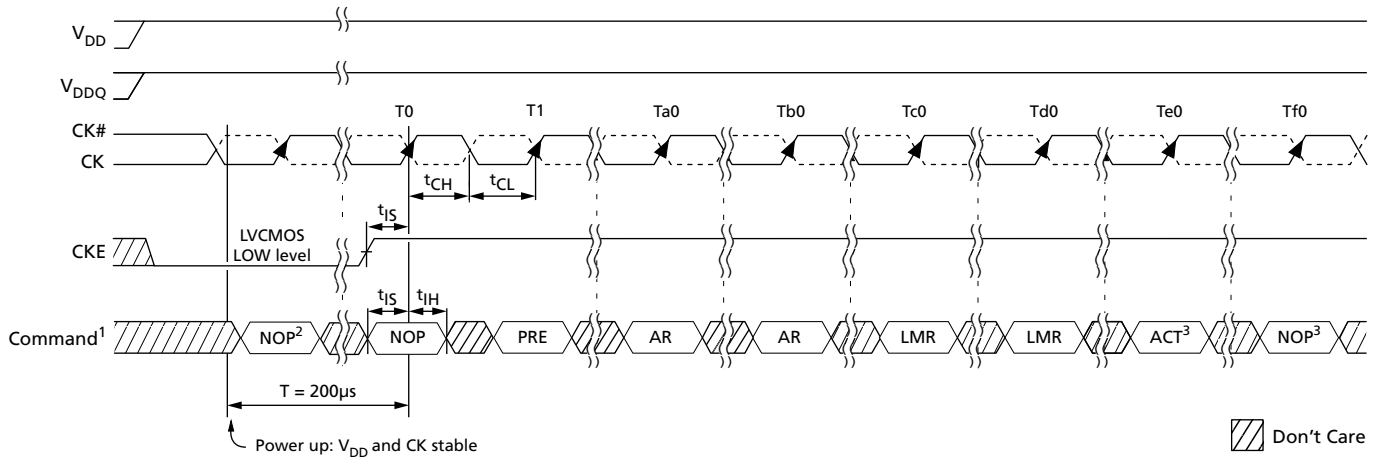 VDD
VDDQ
T0 T1 Ta0 Tb0 Tc0 Td0 Te0 Tf0
CK#
CK
tCH tCL
tIS
LVCMOS
LOW level
CKE
tIS tIH
Command1 NOP2 NOP PRE AR AR LMR LMR ACT3 NOP3
T = 200µs
Power up: VDD and CK stable
Don't Care